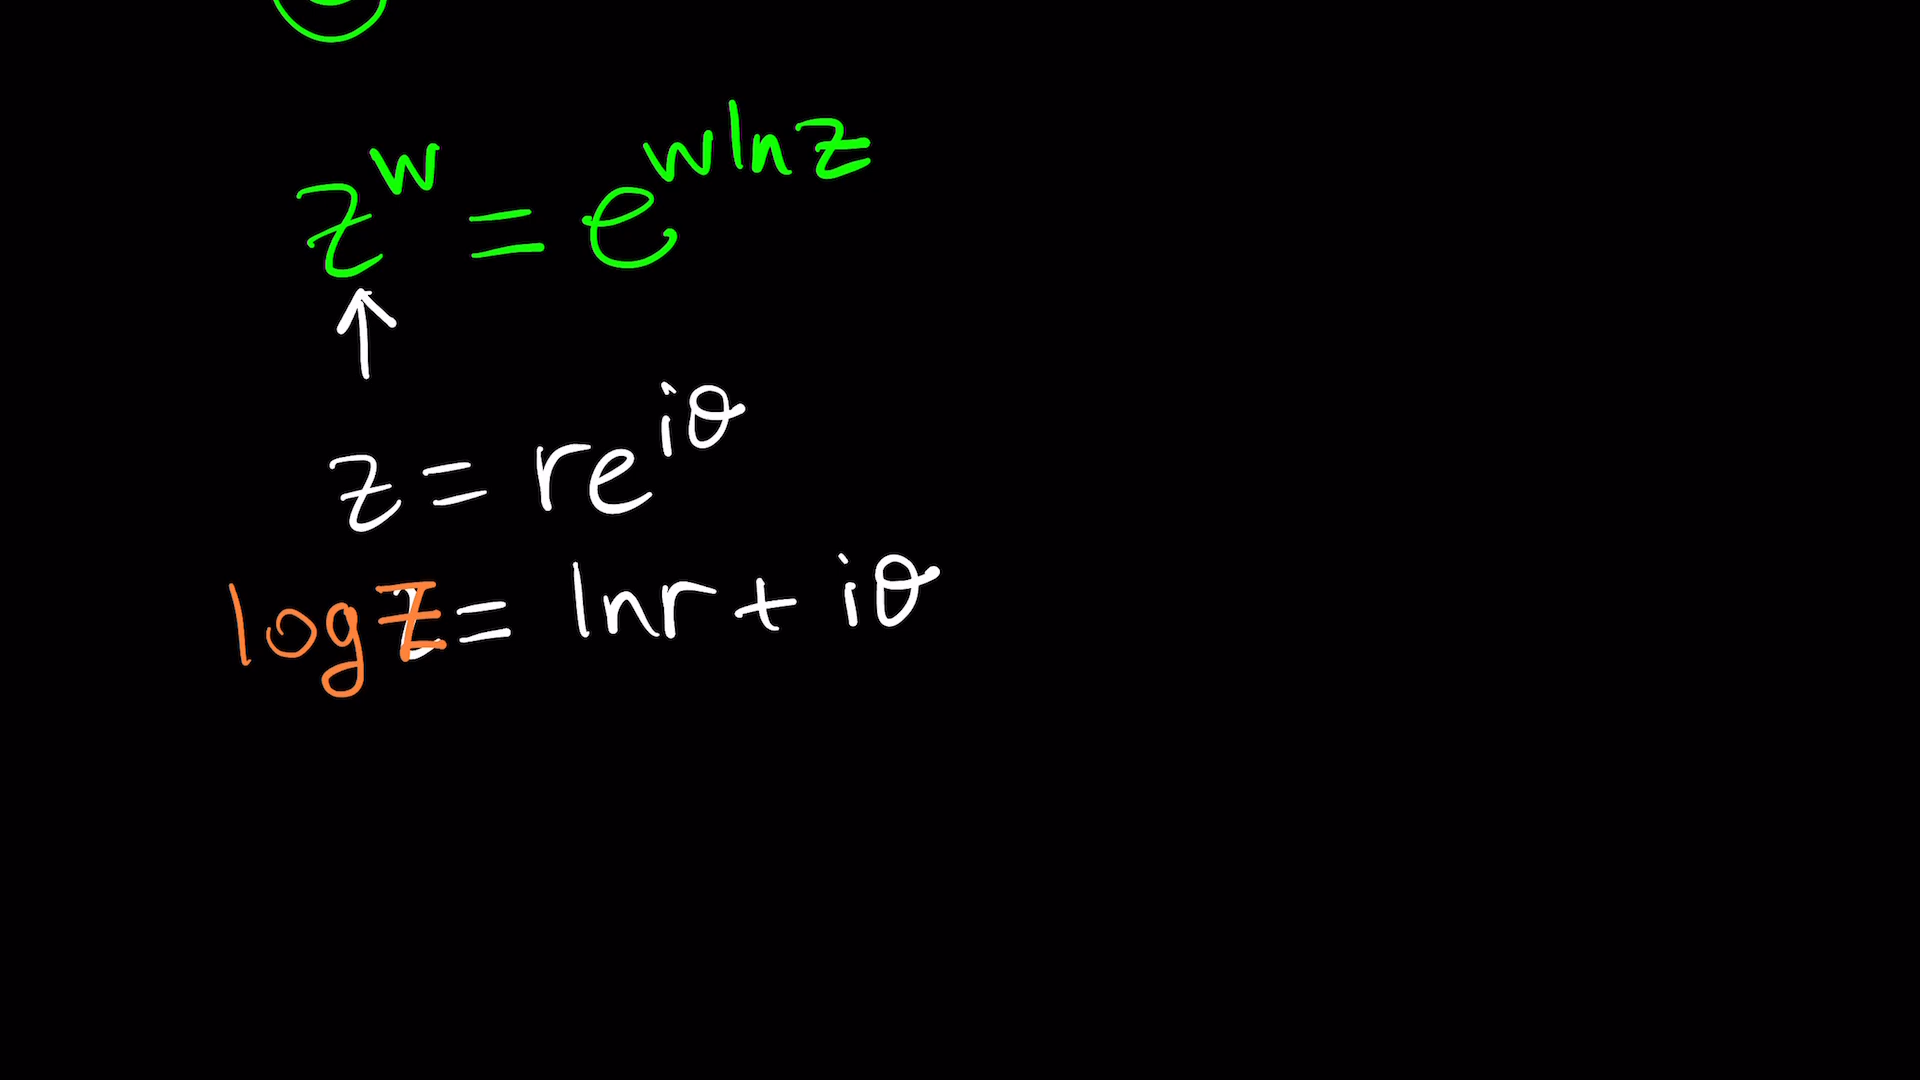 z^w = e^{w ln z}
z = re^{iθ}
log z = ln r + iθ